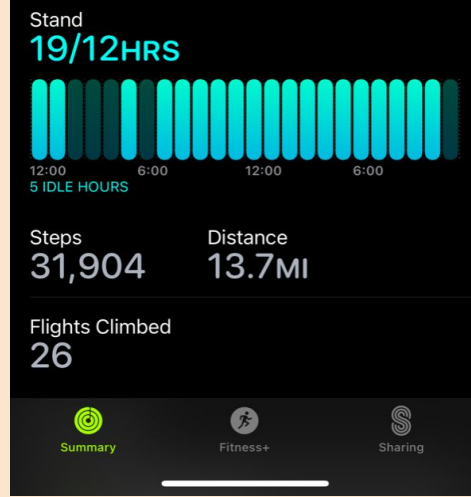 Stand
19/12HRS
12:00 6:00 12:00 6:00
5 IDLE HOURS
Steps Distance
31,904 13.7MI
Flights Climbed
26
Summary Fitness+ Sharing